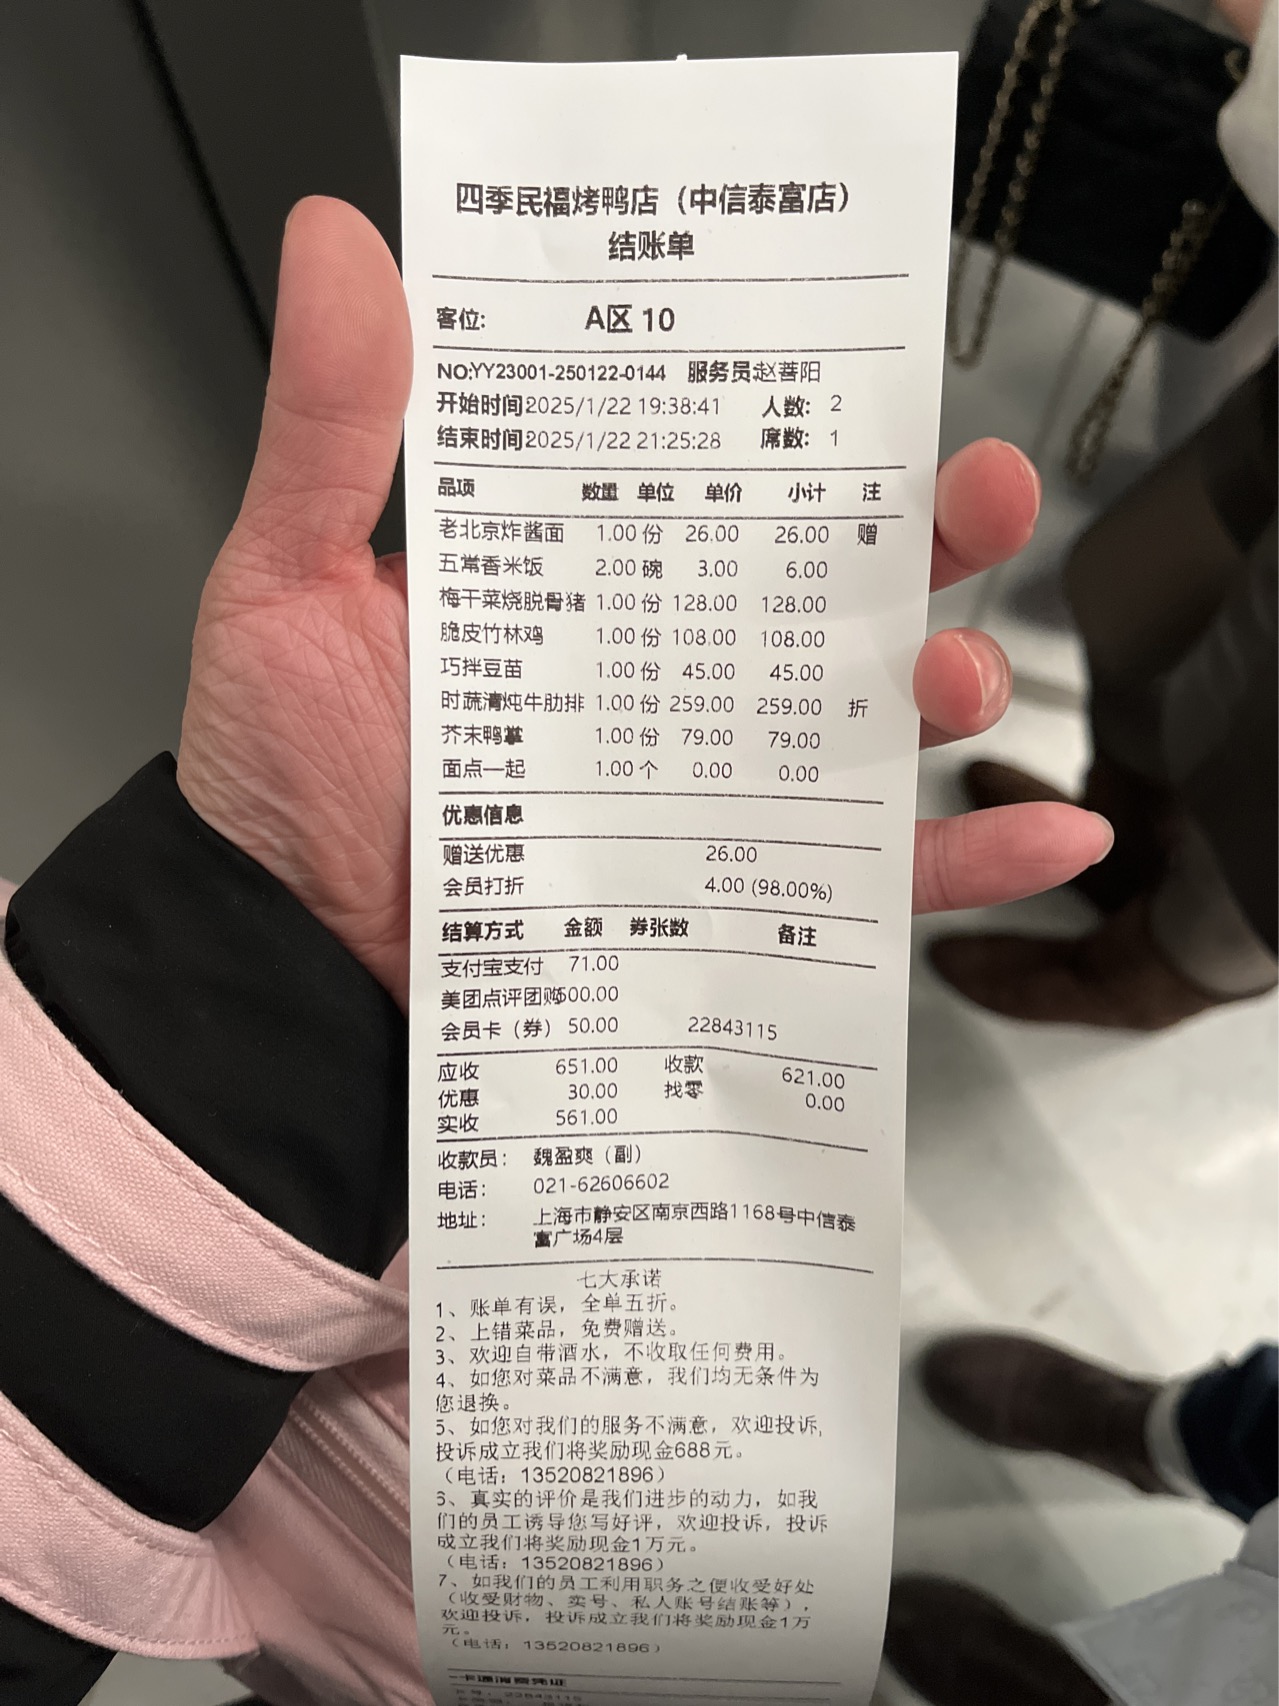 四季民福烤鸭店（中信泰富店）
结账单
客位: A区 10
NO:YY23001-250122-0144 服务员:赵善阳
开始时间2025/1/22 19:38:41 人数: 2
结束时间2025/1/22 21:25:28 席数: 1
品项 数量 单位 单价 小计 注
老北京炸酱面 1.00 份 26.00 26.00 赠
五常香米饭 2.00 碗 3.00 6.00
梅干菜烧脱骨猪 1.00 份 128.00 128.00
脆皮竹林鸡 1.00 份 108.00 108.00
巧拌豆苗 1.00 份 45.00 45.00
时蔬清炖牛肋排 1.00 份 259.00 259.00 折
芥末鸭掌 1.00 份 79.00 79.00
面点一起 1.00 个 0.00 0.00
优惠信息
赠送优惠 26.00
会员打折 4.00 (98.00%)
结算方式 金额 券张数 备注
支付宝支付 71.00
美团点评团购500.00
会员卡（券） 50.00 22843115
应收 651.00 收款 621.00
优惠 30.00 找零 0.00
实收 561.00
收款员： 魏盈爽（副）
电话： 021-62606602
地址： 上海市静安区南京西路1168号中信泰
富广场4层
七大承诺
1、账单有误，全单五折。
2、上错菜品，免费赠送。
3、欢迎自带酒水，不收取任何费用。
4、如您对菜品不满意，我们均无条件为
您退换。
5、如您对我们的服务不满意，欢迎投诉,
投诉成立我们将奖励现金688元。
（电话：13520821896）
6、真实的评价是我们进步的动力，如我
们的员工诱导您写好评，欢迎投诉，投诉
成立我们将奖励现金1万元。
（电话：13520821896）
7、如我们的员工利用职务之便收受好处
（收受财物、卖号、私人账号结账等），
欢迎投诉，投诉成立我们将奖励现金1万
元。
（电话：13520821896）
一卡通消费凭证
卡号：22843115